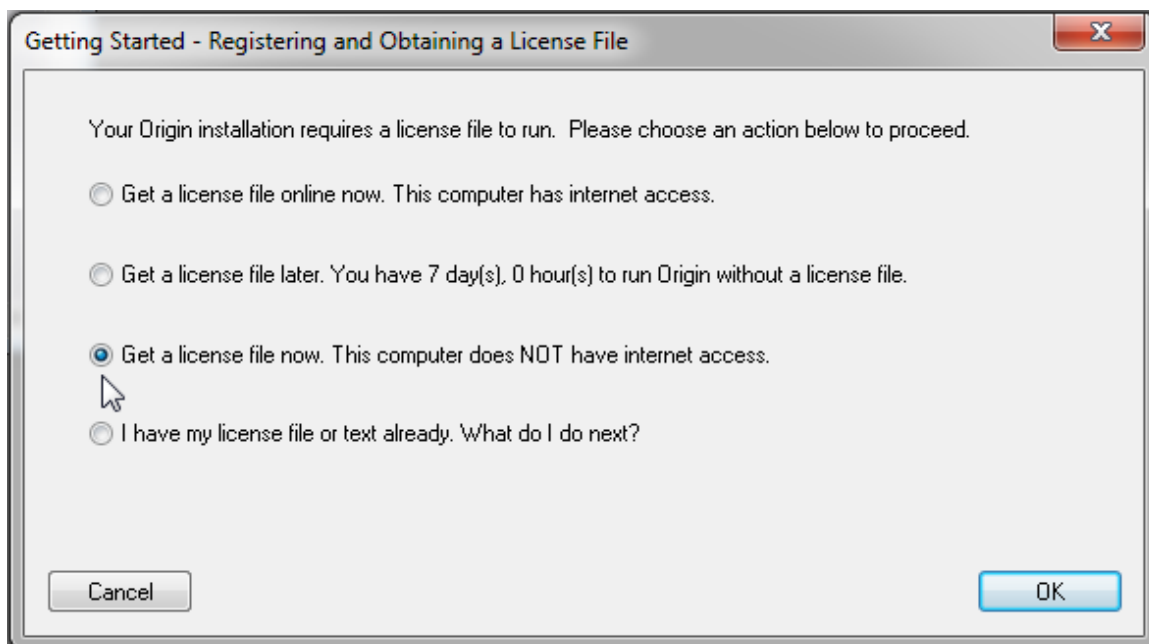 Getting Started - Registering and Obtaining a License File
Your Origin installation requires a license file to run.  Please choose an action below to proceed.
Get a license file online now. This computer has internet access.
Get a license file later. You have 7 day(s), 0 hour(s) to run Origin without a license file.
Get a license file now. This computer does NOT have internet access.
I have my license file or text already. What do I do next?
Cancel
OK